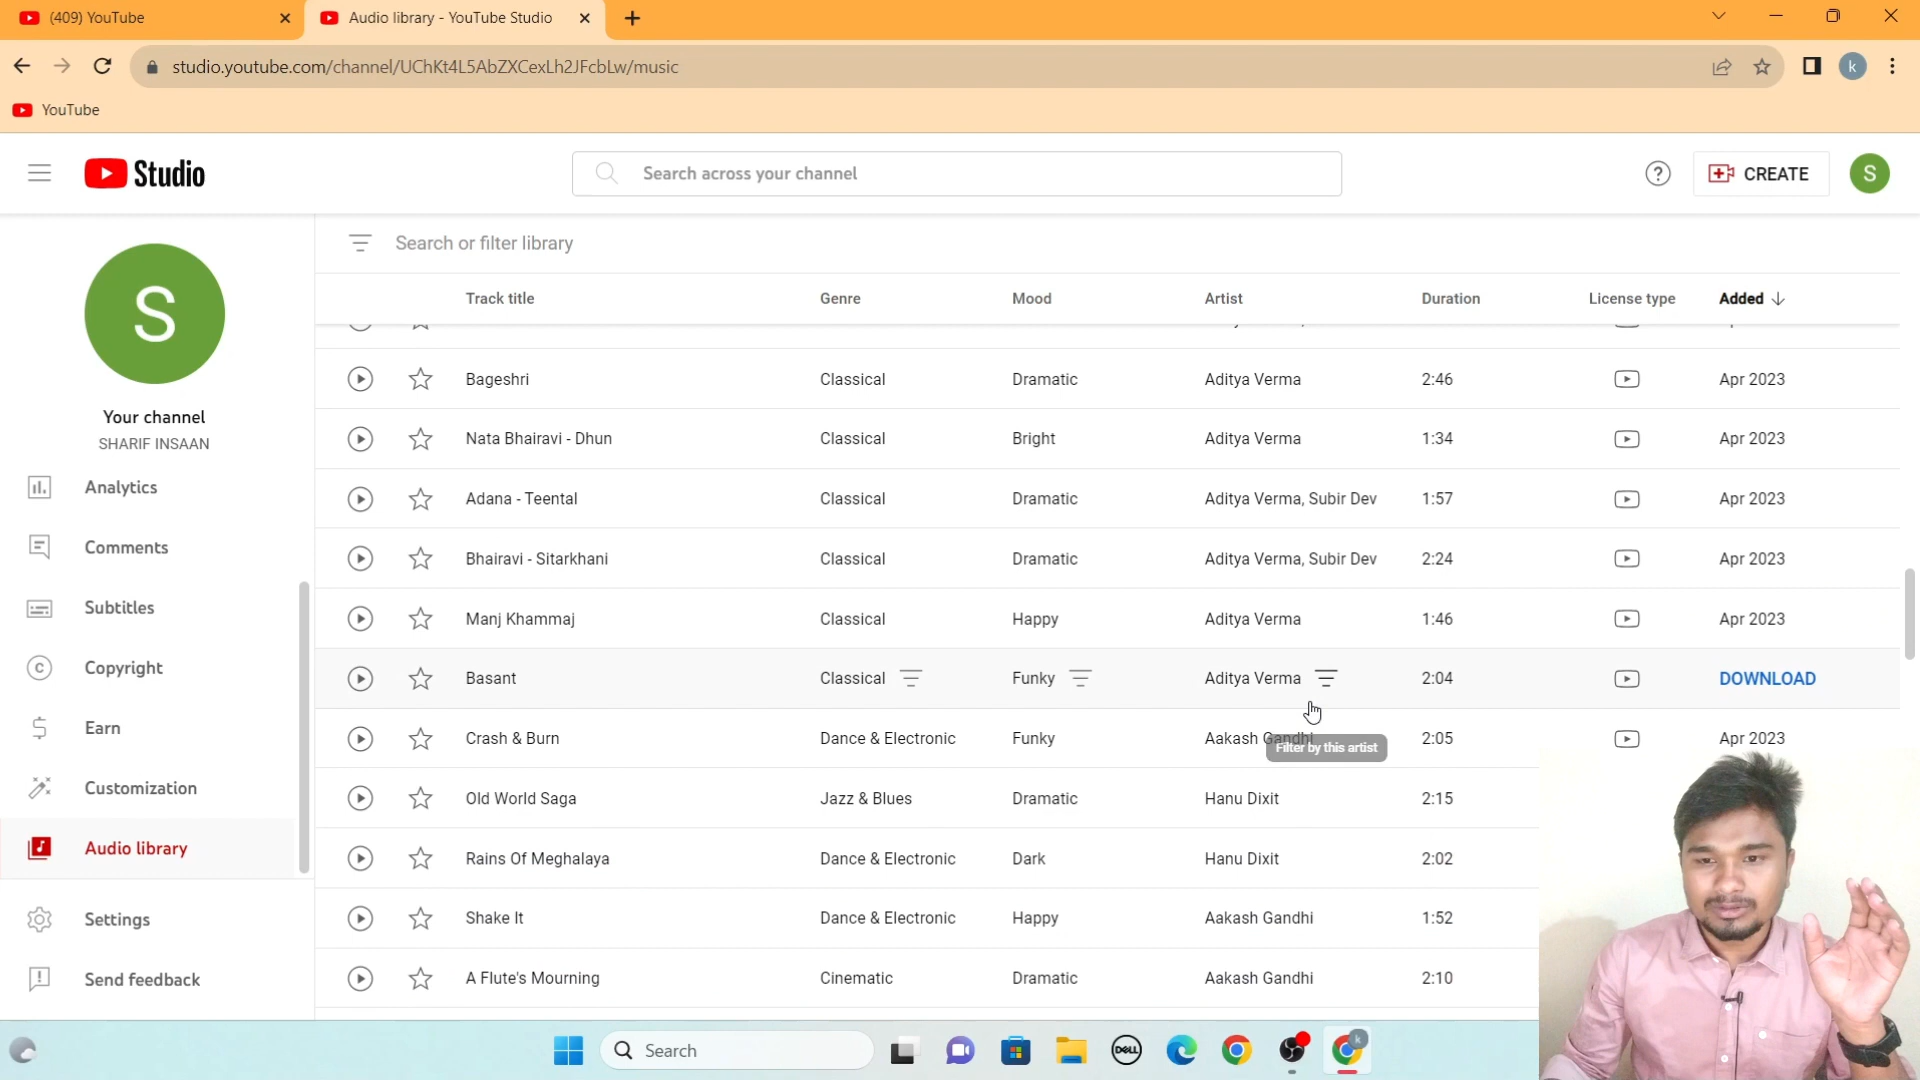 (409) YouTube
Audio library - YouTube Studio
studio.youtube.com/channel/UChKt4L5AbZXCexLh2JFcbLw/music
k
YouTube
Studio
Search across your channel
CREATE
S
S
Your channel
SHARIF INSAAN
Analytics
Comments
Subtitles
Copyright
Earn
Customization
Audio library
Settings
Send feedback
Search or filter library
Track title Genre Mood Artist Duration License type Added
Bageshri Classical Dramatic Aditya Verma 2:46 Apr 2023
Nata Bhairavi - Dhun Classical Bright Aditya Verma 1:34 Apr 2023
Adana - Teental Classical Dramatic Aditya Verma, Subir Dev 1:57 Apr 2023
Bhairavi - Sitarkhani Classical Dramatic Aditya Verma, Subir Dev 2:24 Apr 2023
Manj Khammaj Classical Happy Aditya Verma 1:46 Apr 2023
Basant Classical Funky Aditya Verma 2:04 DOWNLOAD
Crash & Burn Dance & Electronic Funky Aakash Gandhi 2:05 Apr 2023
Filter by this artist
Old World Saga Jazz & Blues Dramatic Hanu Dixit 2:15
Rains Of Meghalaya Dance & Electronic Dark Hanu Dixit 2:02
Shake It Dance & Electronic Happy Aakash Gandhi 1:52
A Flute's Mourning Cinematic Dramatic Aakash Gandhi 2:10
Search
DELL
k